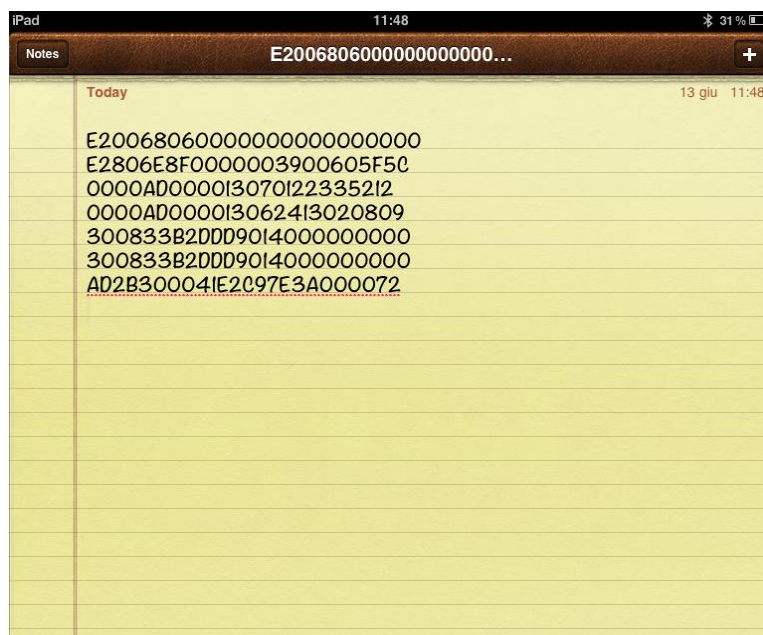 iPad 11:48 31%
Notes E2006806000000000000...
Today 13 giu 11:48
E20068060000000000000000
E2806E8F0000003900605F5C
0000AD000013070122335212
0000AD000013062413020809
300833B2DDD9014000000000
300833B2DDD9014000000000
AD2B300041E2C97E3A000072